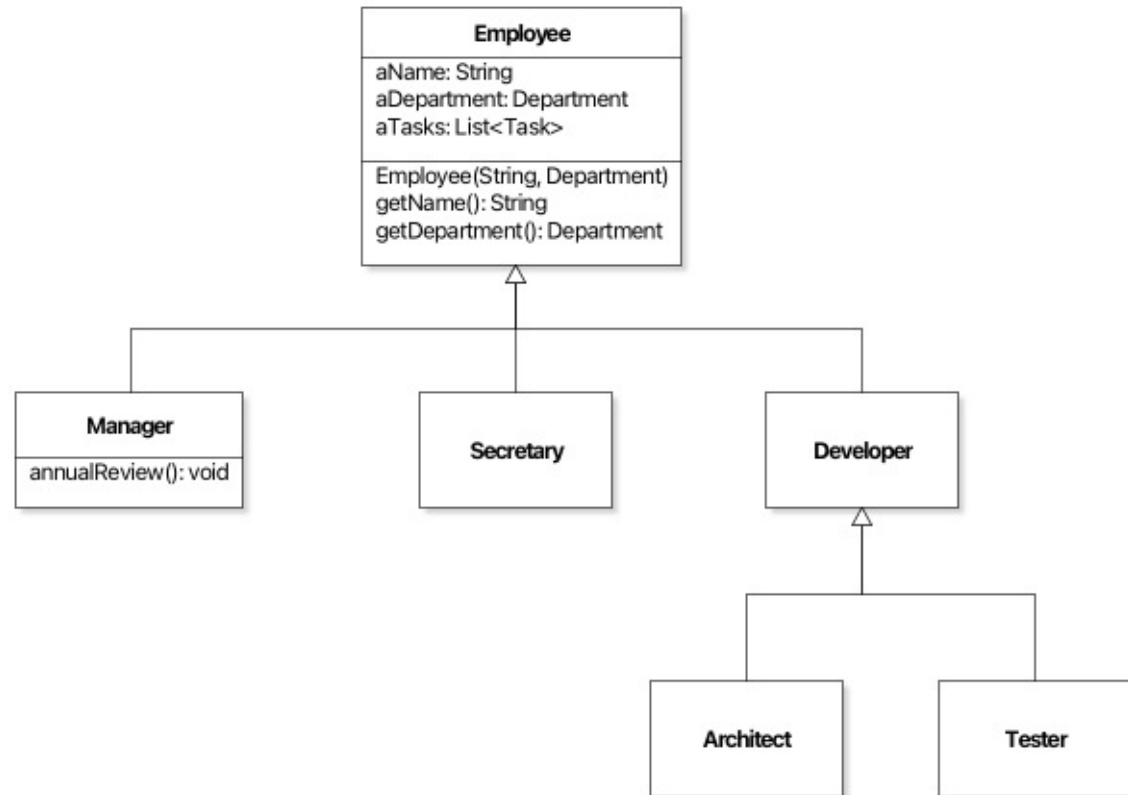 Employee
aName: String
aDepartment: Department
aTasks: List<Task>
Employee(String, Department)
getName(): String
getDepartment(): Department
Manager
annualReview(): void
Secretary
Developer
Architect
Tester